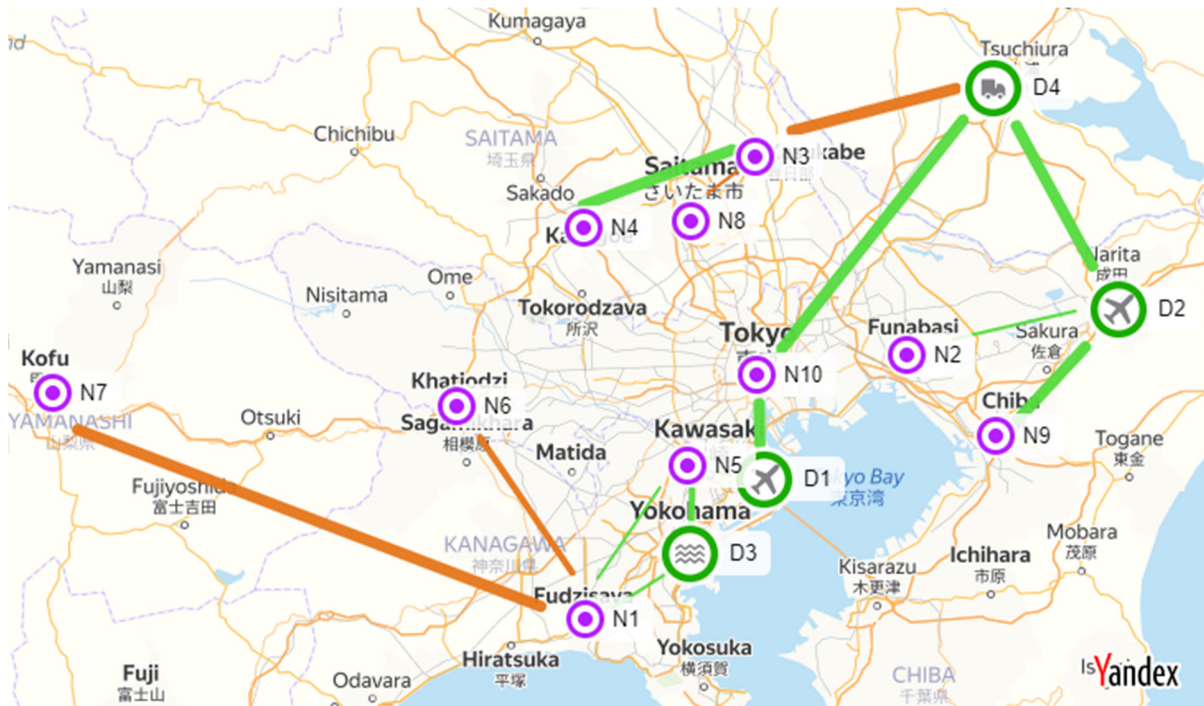 Kumagaya
Tsuchiura
D4
Chichibu
SAITAMA
埼玉県
N3
Saitama
さいたま市
Sakado
N4
N8
Yamanasi
山梨
Nisitama
Ome
Tokorodzava
所沢
Narita
成田
D2
Tokyo
Funabasi
N2
Sakura
佐倉
Kofu
N7
YAMANASHI
山梨県
Otsuki
N6
Sagamikhara
相模原
N10
Chiba
N9
Togane
東金
Matida
Kawasaki
N5
D1
Tokyo Bay
東京湾
Fujiyoshida
富士吉田
Yokohama
D3
KANAGAWA
神奈川県
Fudzisava
N1
Kisarazu
木更津
Ichihara
市原
Mobara
茂原
Hiratsuka
平塚
Yokosuka
横須賀
Fuji
富士山
Odavara
CHIBA
千葉県
Yandex